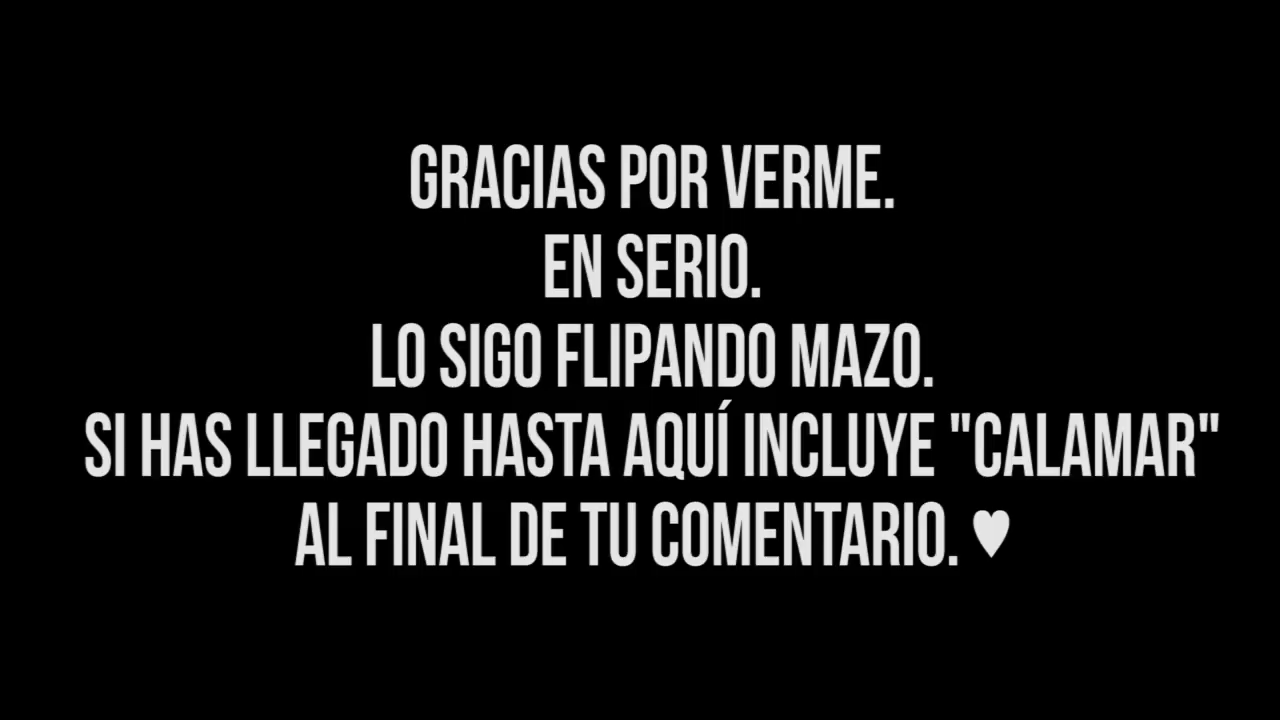 GRACIAS POR VERME.
EN SERIO.
LO SIGO FLIPANDO MAZO.
SI HAS LLEGADO HASTA AQUÍ INCLUYE "CALAMAR"
AL FINAL DE TU COMENTARIO. ♥